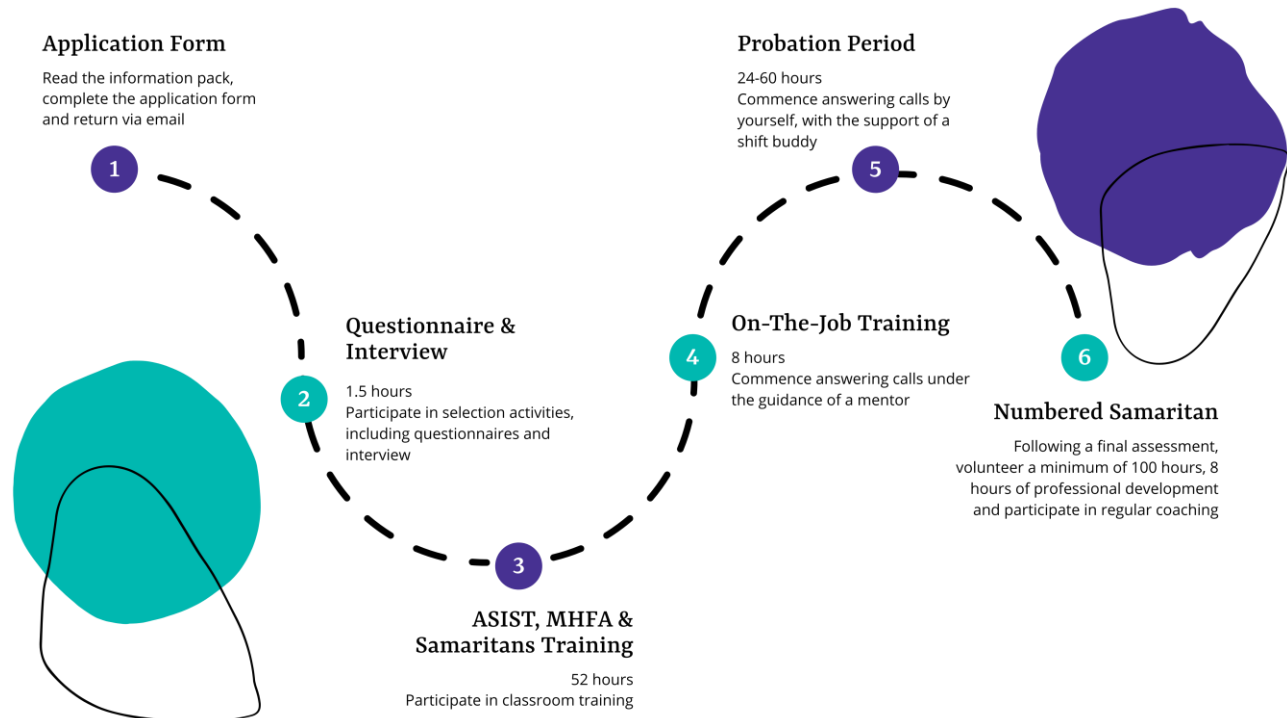 Application Form
Read the information pack,
complete the application form
and return via email
1
Questionnaire &
Interview
1.5 hours
Participate in selection activities,
including questionnaires and
interview
2
3
ASIST, MHFA &
Samaritans Training
52 hours
Participate in classroom training
4
On-The-Job Training
8 hours
Commence answering calls under
the guidance of a mentor
Probation Period
24-60 hours
Commence answering calls by
yourself, with the support of a
shift buddy
5
6
Numbered Samaritan
Following a final assessment,
volunteer a minimum of 100 hours, 8
hours of professional development
and participate in regular coaching